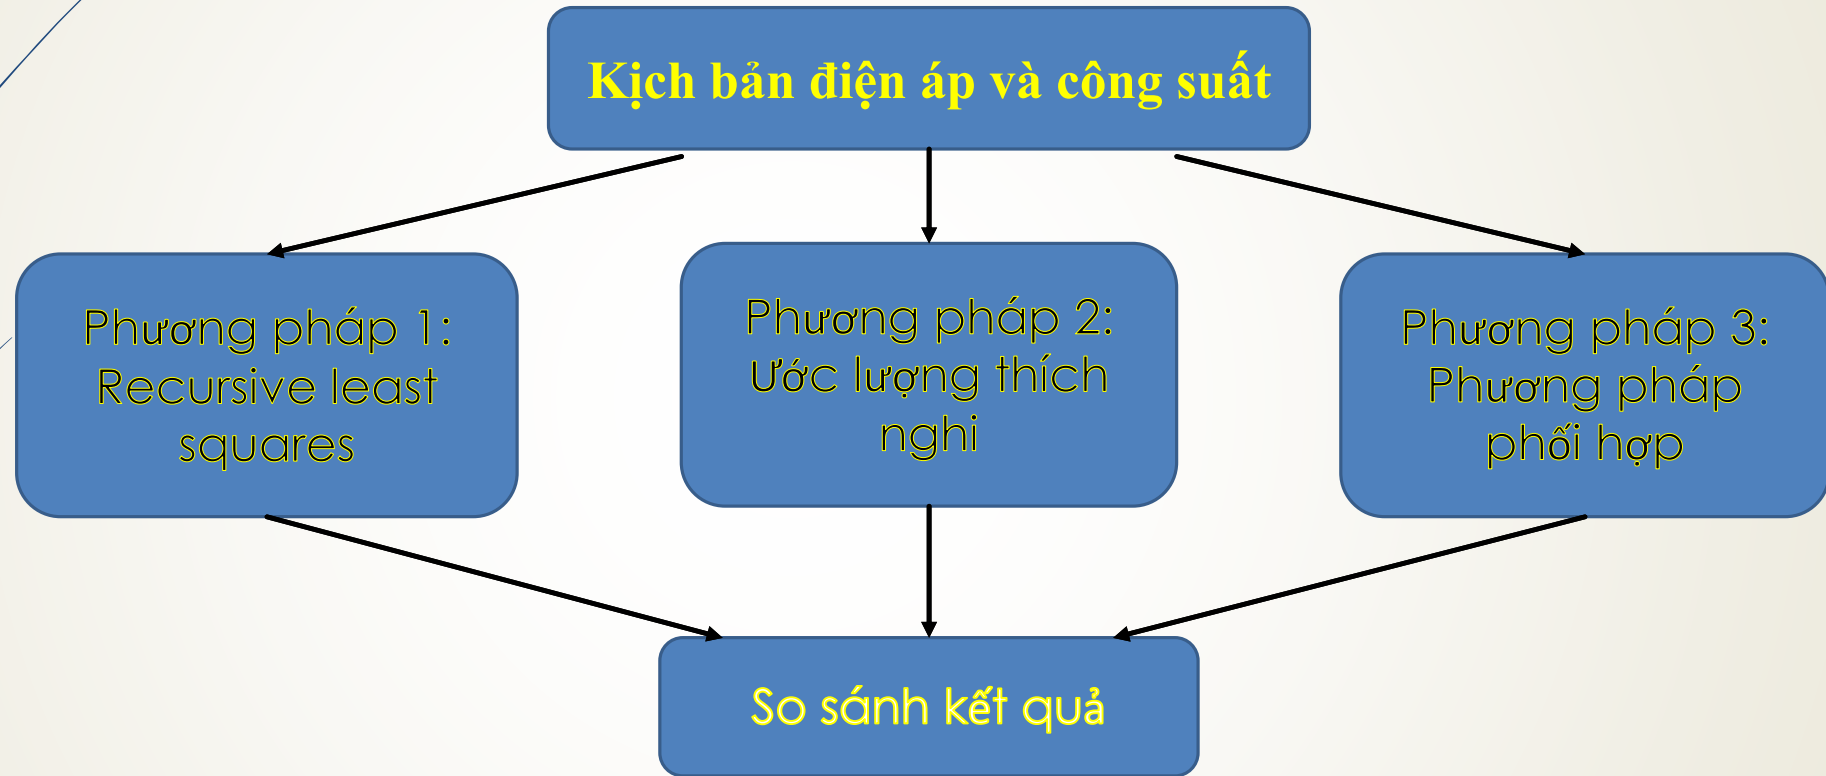 Kịch bản điện áp và công suất
Phương pháp 1:
Recursive least
squares
Phương pháp 2:
Ước lượng thích
nghi
Phương pháp 3:
Phương pháp
phối hợp
So sánh kết quả